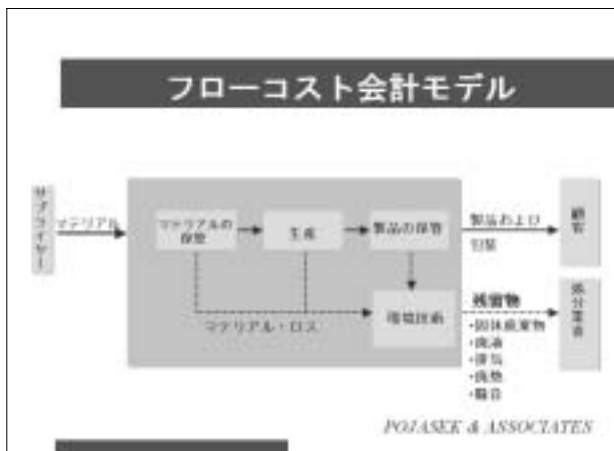 フローコスト会計モデル
サプライヤー
マテリアル
マテリアルの
保管
生産
製品の保管
製品および
包装
顧客
マテリアル・ロス
環境技術
残留物
・固体廃棄物
・廃液
・排気
・廃熱
・騒音
処分業者
POJASEK & ASSOCIATES